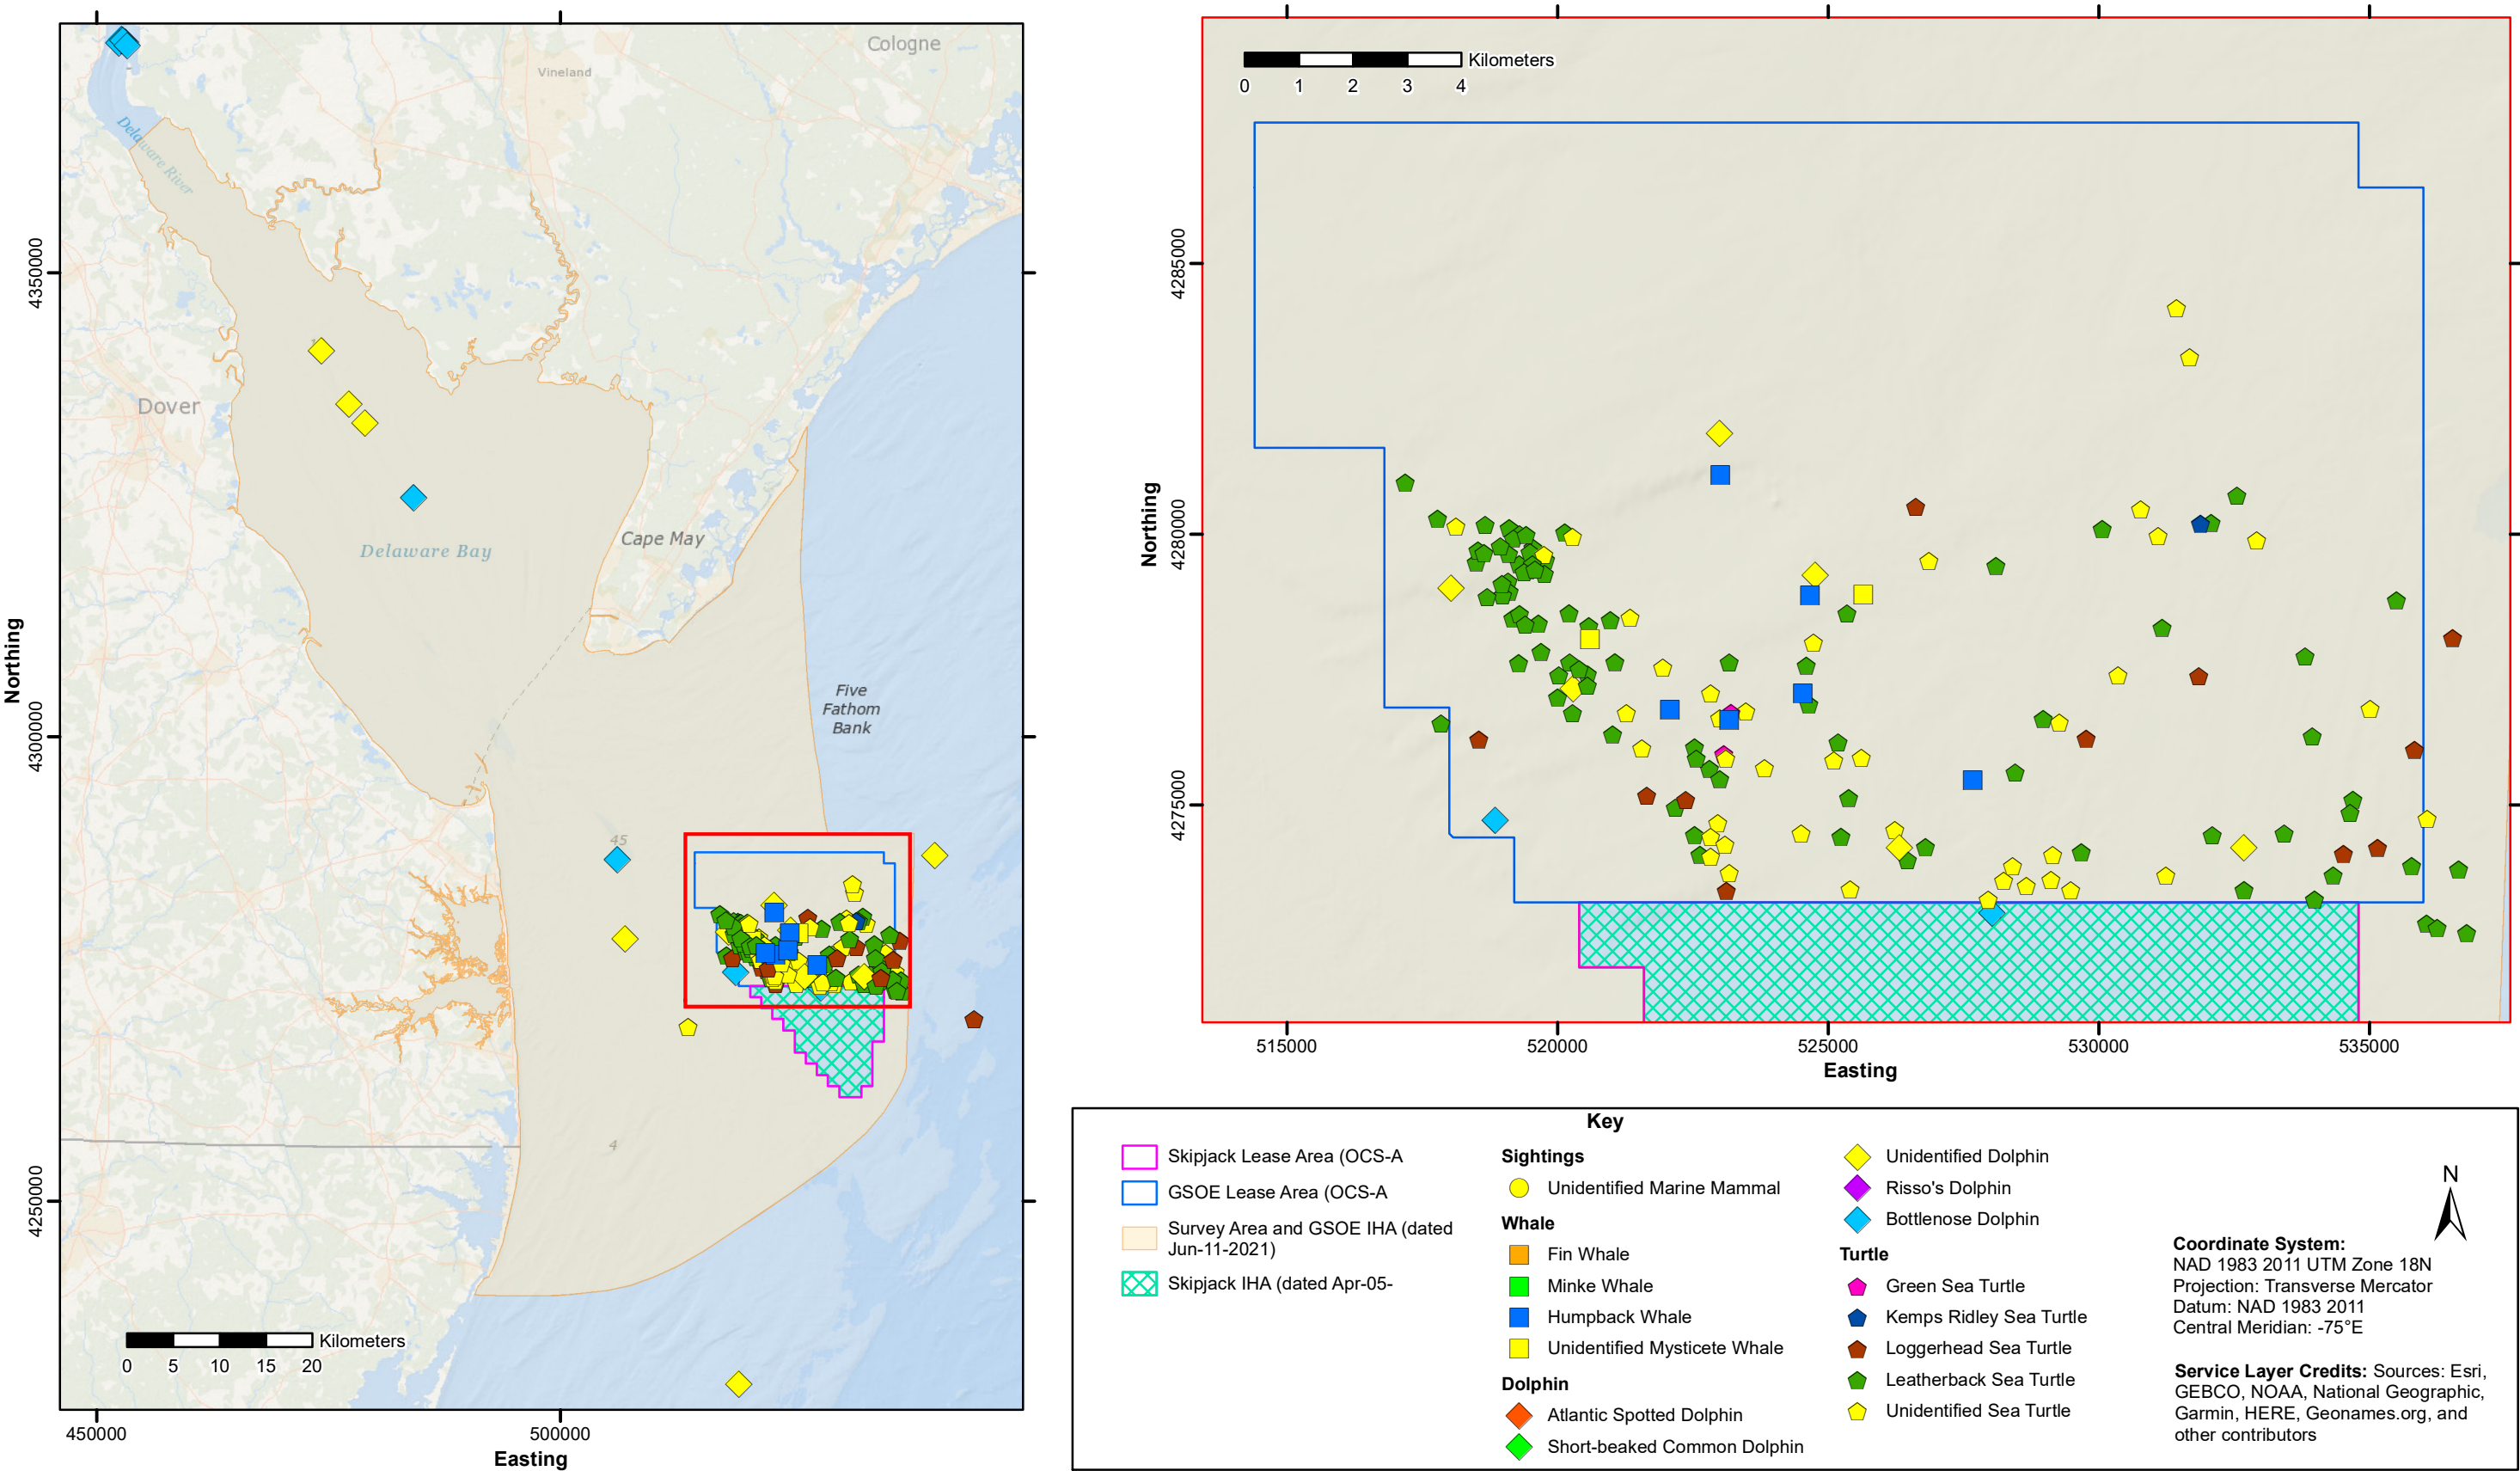 Cologne
Vineland
Delaware River
Dover
Delaware Bay
Cape May
Five
Fathom
Bank
45
4
4350000
4300000
4250000
Northing
Kilometers
0 5 10 15 20
450000 500000
Easting
Kilometers
0 1 2 3 4
4285000
4280000
4275000
Northing
515000 520000 525000 530000 535000
Easting
Key
Skipjack Lease Area (OCS-A
GSOE Lease Area (OCS-A
Survey Area and GSOE IHA (dated
Jun-11-2021)
Skipjack IHA (dated Apr-05-
Sightings
Unidentified Marine Mammal
Whale
Fin Whale
Minke Whale
Humpback Whale
Unidentified Mysticete Whale
Dolphin
Atlantic Spotted Dolphin
Short-beaked Common Dolphin
Unidentified Dolphin
Risso's Dolphin
Bottlenose Dolphin
Turtle
Green Sea Turtle
Kemps Ridley Sea Turtle
Loggerhead Sea Turtle
Leatherback Sea Turtle
Unidentified Sea Turtle
N
Coordinate System:
NAD 1983 2011 UTM Zone 18N
Projection: Transverse Mercator
Datum: NAD 1983 2011
Central Meridian: -75°E
Service Layer Credits: Sources: Esri,
GEBCO, NOAA, National Geographic,
Garmin, HERE, Geonames.org, and
other contributors